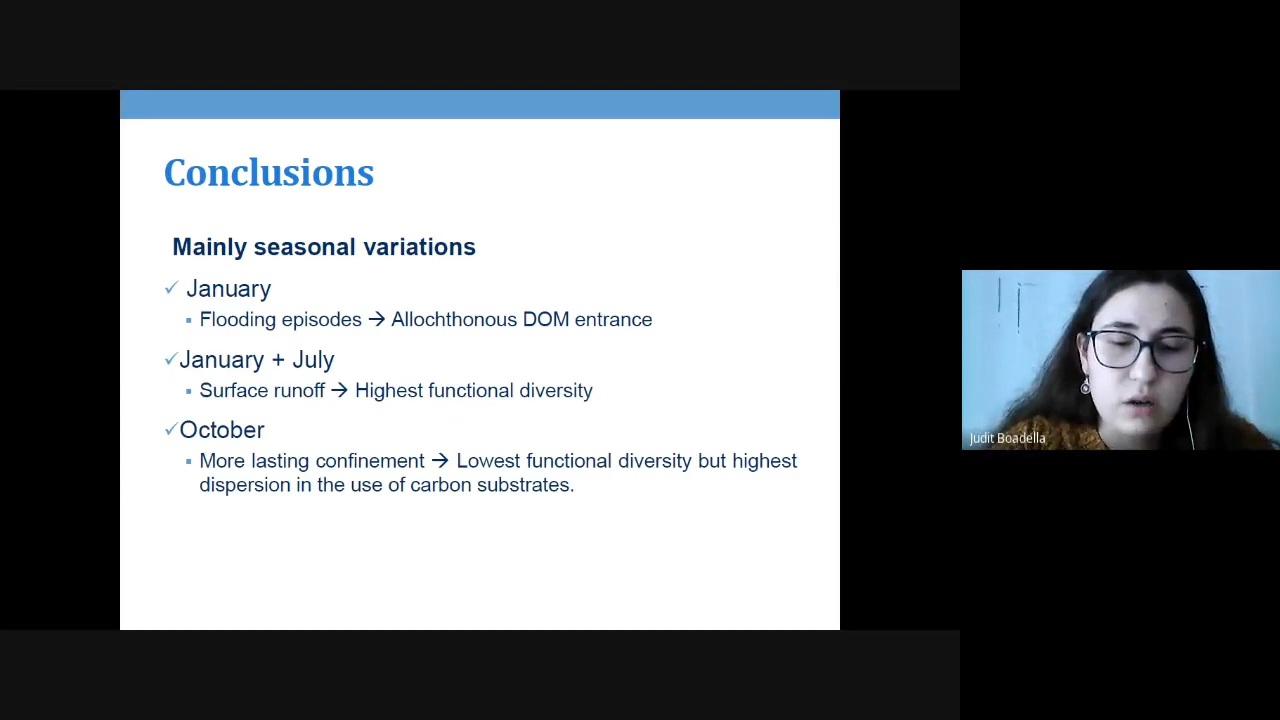 Conclusions
Mainly seasonal variations
✓ January
▪ Flooding episodes → Allochthonous DOM entrance
✓January + July
▪ Surface runoff → Highest functional diversity
✓October
▪ More lasting confinement → Lowest functional diversity but highest
dispersion in the use of carbon substrates.
Judit Boadella